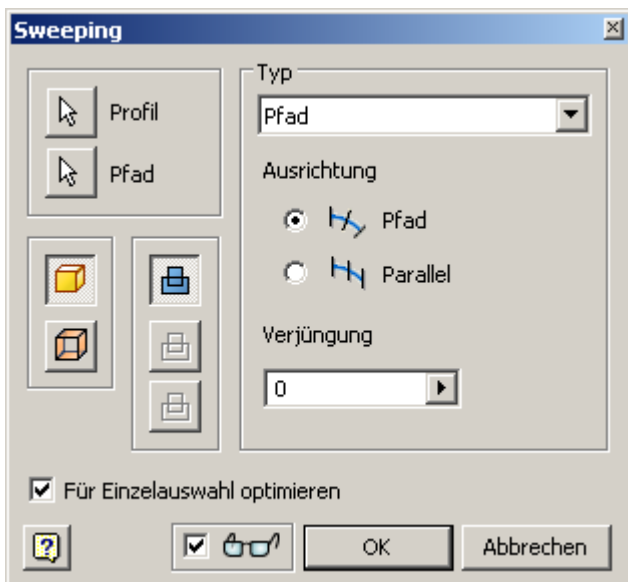 Sweeping
Profil
Pfad
Typ
Pfad
Ausrichtung
Pfad
Parallel
Verjüngung
0
Für Einzelauswahl optimieren
?
OK
Abbrechen